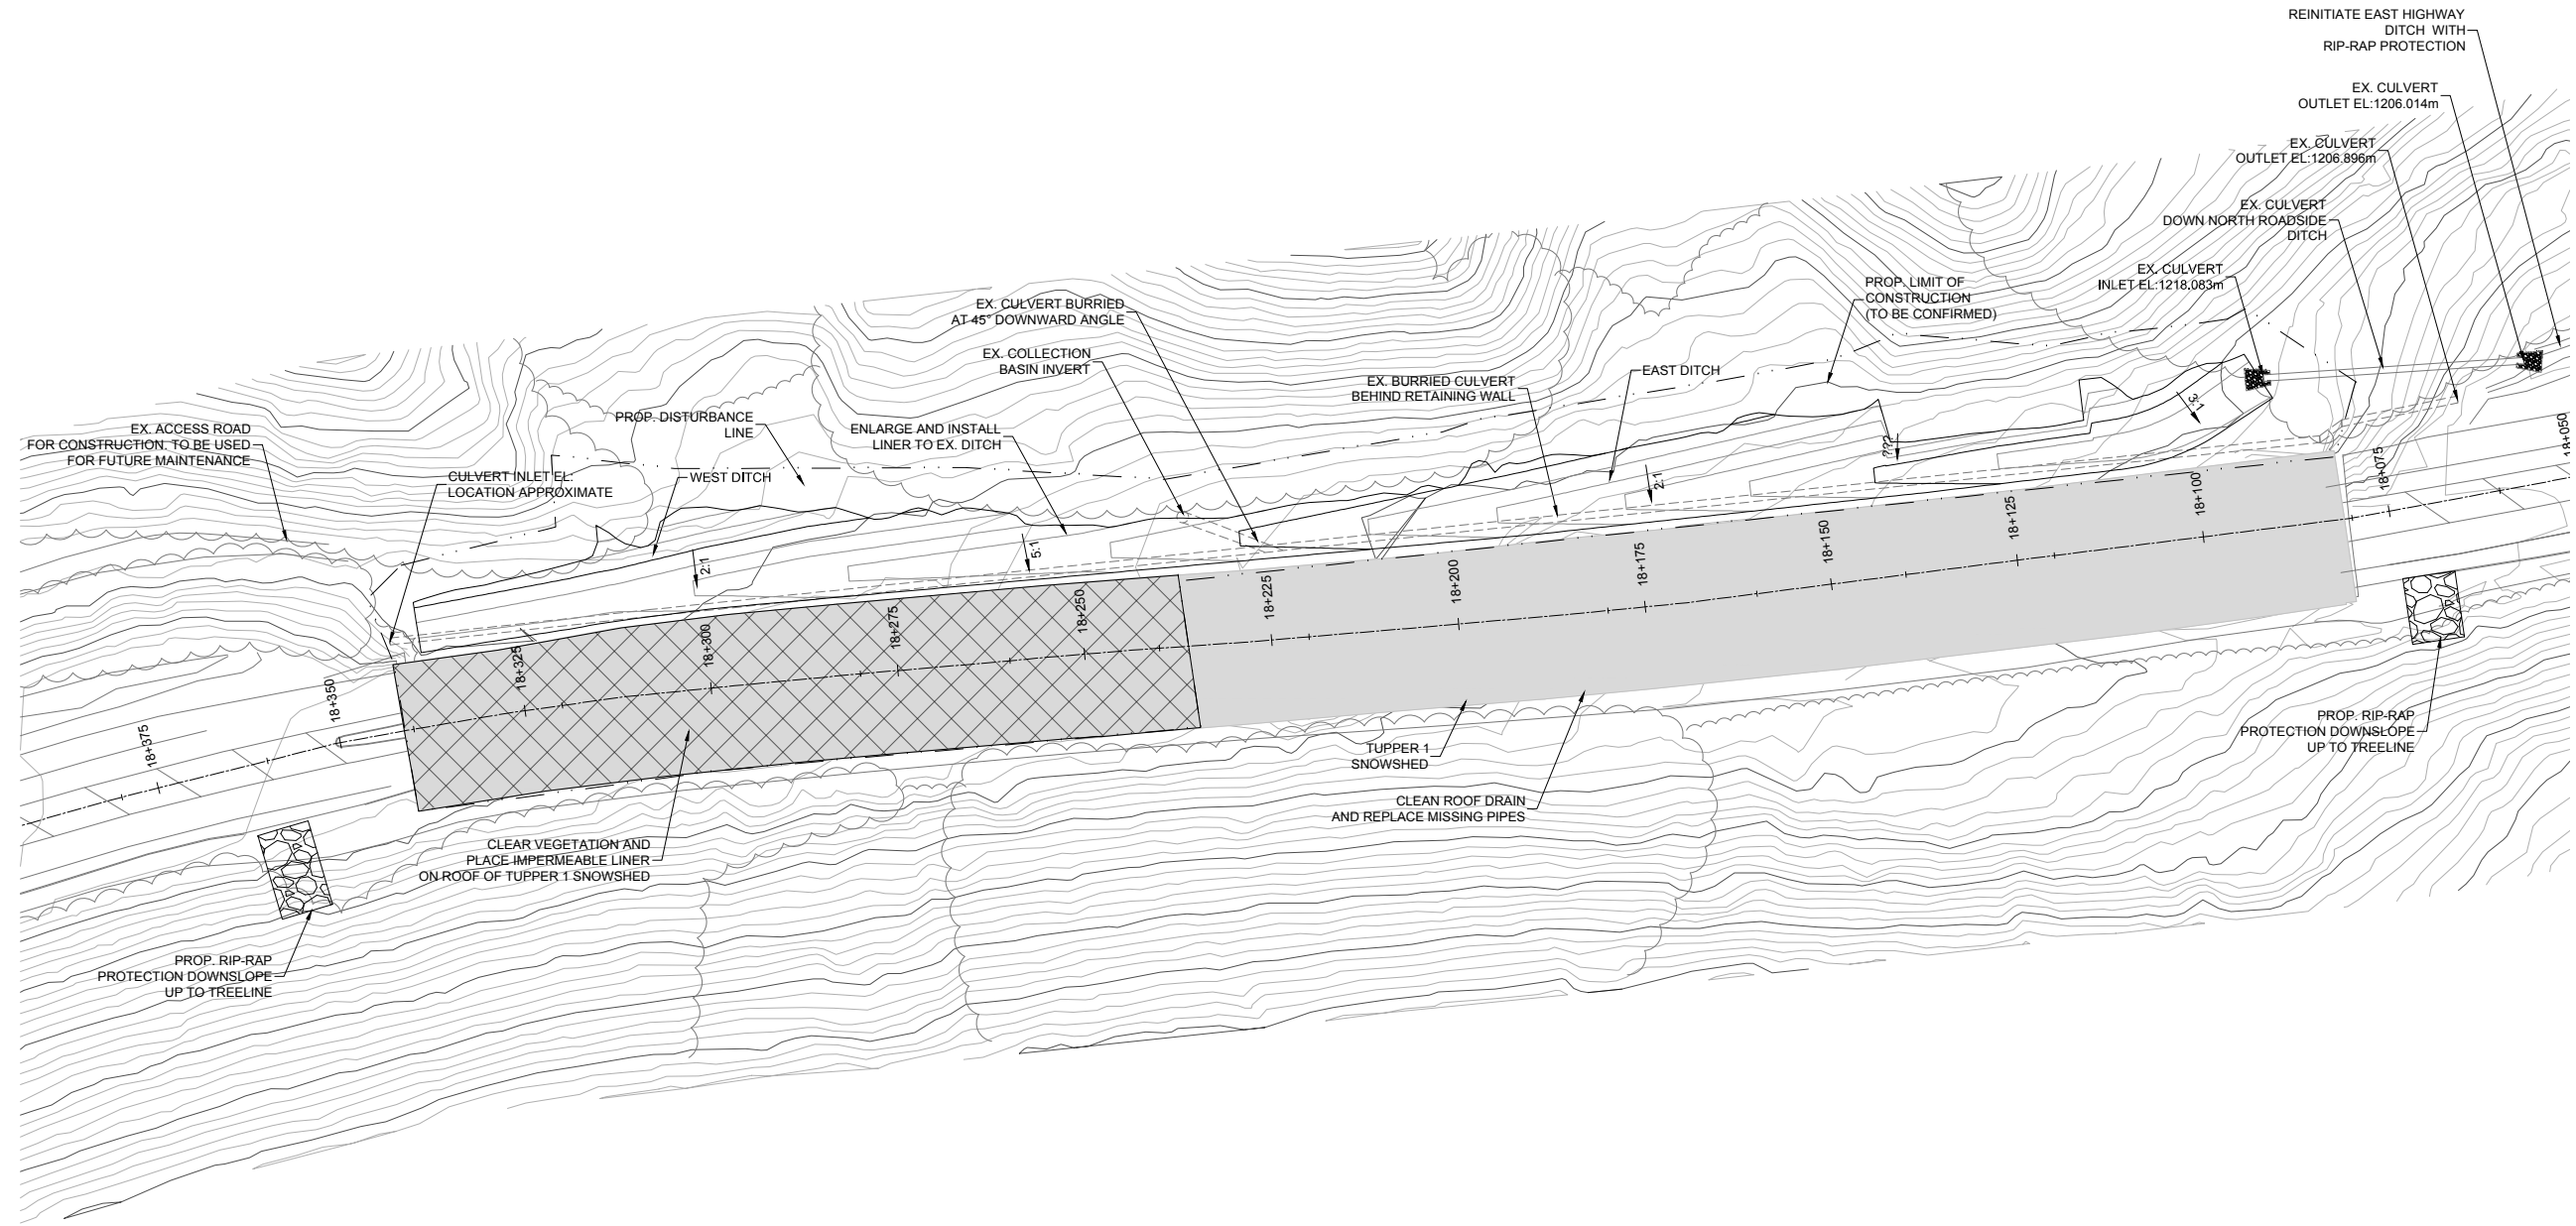 REINITIATE EAST HIGHWAY
DITCH WITH
RIP-RAP PROTECTION
EX. CULVERT
OUTLET EL:1206.014m
EX. CULVERT
OUTLET EL:1206.896m
EX. CULVERT
DOWN NORTH ROADSIDE
DITCH
EX. CULVERT
INLET EL:1218.083m
PROP. LIMIT OF
CONSTRUCTION
(TO BE CONFIRMED)
EX. CULVERT BURRIED
AT 45° DOWNWARD ANGLE
EX. COLLECTION
BASIN INVERT
EAST DITCH
EX. BURRIED CULVERT
BEHIND RETAINING WALL
PROP. DISTURBANCE
LINE
ENLARGE AND INSTALL
LINER TO EX. DITCH
EX. ACCESS ROAD
FOR CONSTRUCTION. TO BE USED
FOR FUTURE MAINTENANCE
CULVERT INLET EL:
LOCATION APPROXIMATE
WEST DITCH
2:1
5:1
2:1
???
3:1
18+375
18+350
18+325
18+300
18+275
18+250
18+225
18+200
18+175
18+150
18+125
18+100
18+075
18+050
TUPPER 1
SNOWSHED
CLEAN ROOF DRAIN
AND REPLACE MISSING PIPES
PROP. RIP-RAP
PROTECTION DOWNSLOPE
UP TO TREELINE
CLEAR VEGETATION AND
PLACE IMPERMEABLE LINER
ON ROOF OF TUPPER 1 SNOWSHED
PROP. RIP-RAP
PROTECTION DOWNSLOPE
UP TO TREELINE